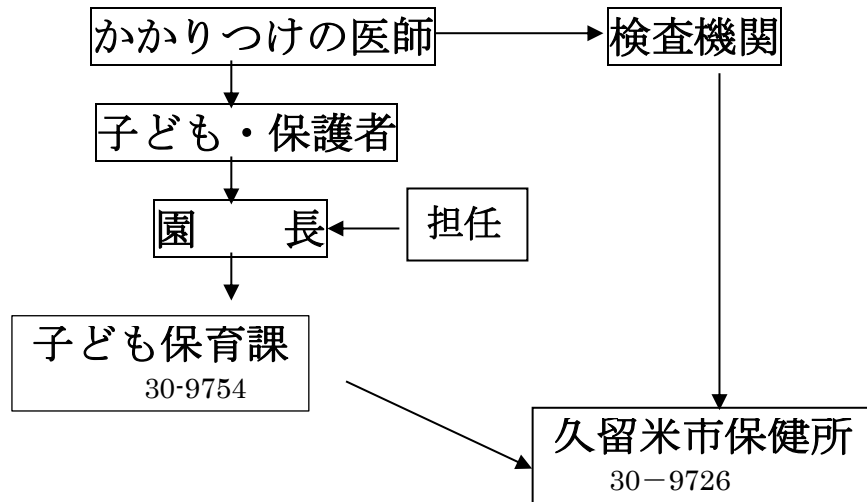 かかりつけの医師
検査機関
子ども・保護者
園　　長
担任
子ども保育課
30-9754
久留米市保健所
30－9726